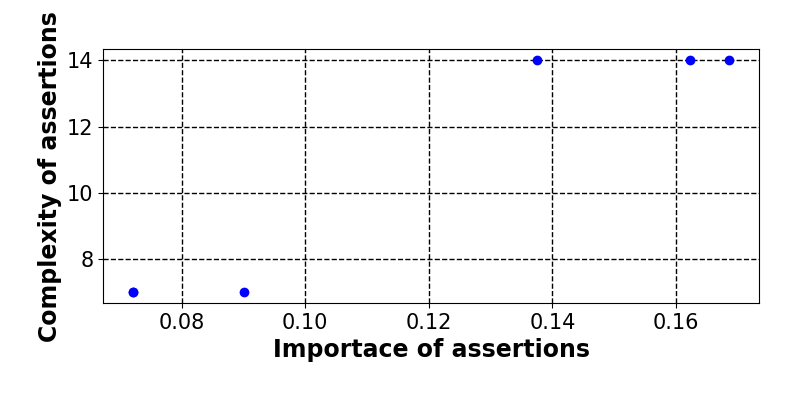 Complexity of assertions
14
12
10
8
0.08 0.10 0.12 0.14 0.16
Importace of assertions